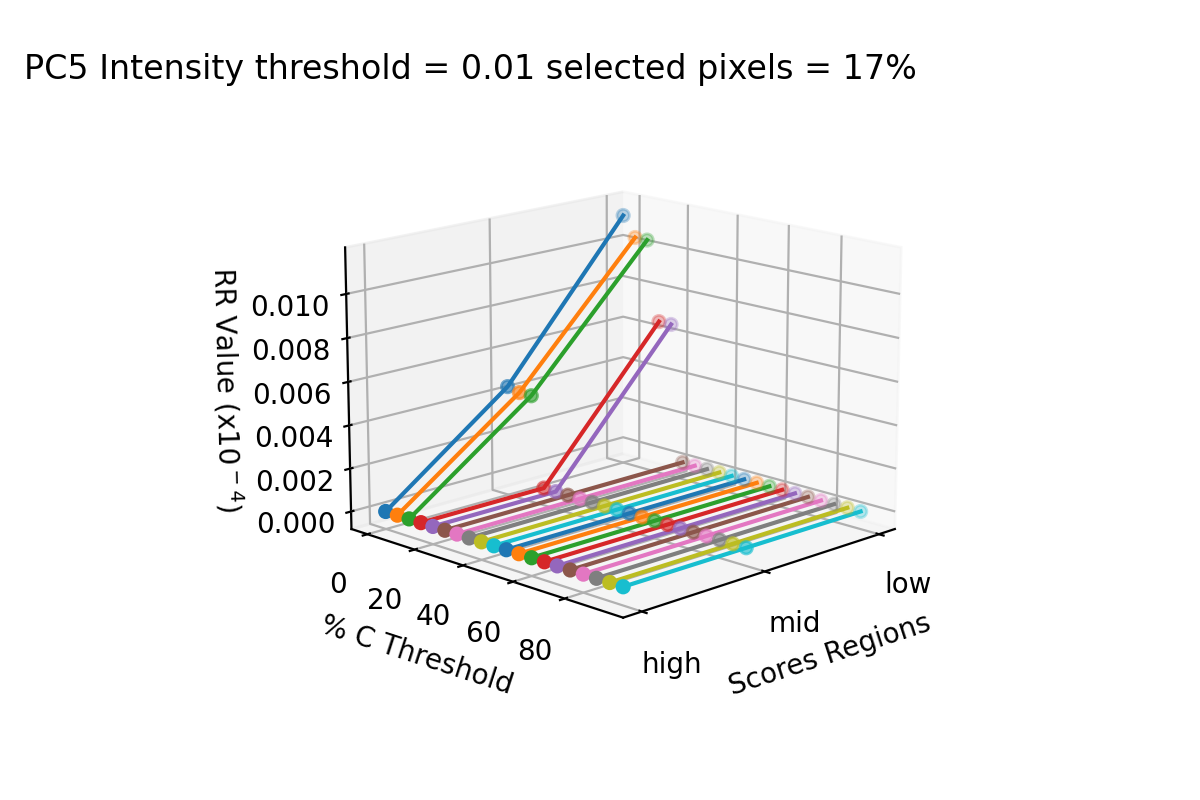 PC5 Intensity threshold = 0.01 selected pixels = 17%
RR Value (x10⁻⁴)
0.010
0.008
0.006
0.004
0.002
0.000
0
20
40
60
80
% C Threshold
high
mid
low
Scores Regions